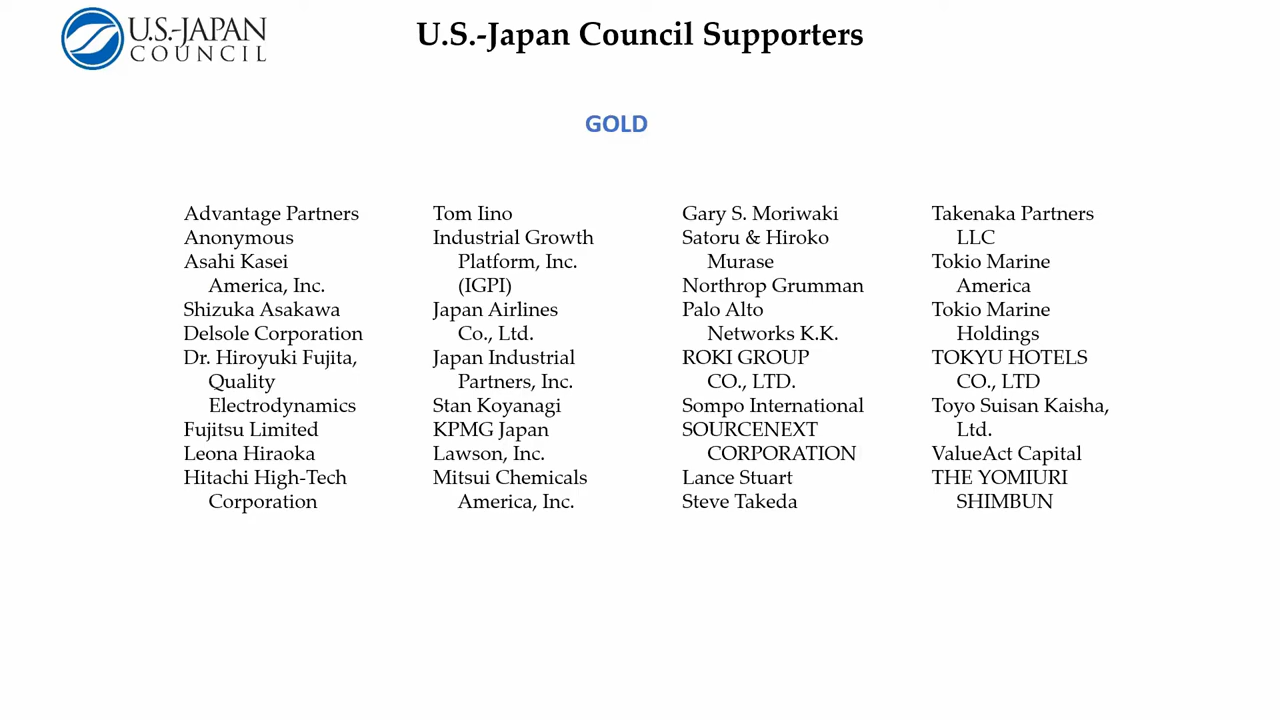 U.S.-JAPAN
COUNCIL
U.S.-Japan Council Supporters
GOLD
Advantage Partners
Anonymous
Asahi Kasei
America, Inc.
Shizuka Asakawa
Delsole Corporation
Dr. Hiroyuki Fujita,
Quality
Electrodynamics
Fujitsu Limited
Leona Hiraoka
Hitachi High-Tech
Corporation
Tom Iino
Industrial Growth
Platform, Inc.
(IGPI)
Japan Airlines
Co., Ltd.
Japan Industrial
Partners, Inc.
Stan Koyanagi
KPMG Japan
Lawson, Inc.
Mitsui Chemicals
America, Inc.
Gary S. Moriwaki
Satoru & Hiroko
Murase
Northrop Grumman
Palo Alto
Networks K.K.
ROKI GROUP
CO., LTD.
Sompo International
SOURCENEXT
CORPORATION
Lance Stuart
Steve Takeda
Takenaka Partners
LLC
Tokio Marine
America
Tokio Marine
Holdings
TOKYU HOTELS
CO., LTD
Toyo Suisan Kaisha,
Ltd.
ValueAct Capital
THE YOMIURI
SHIMBUN